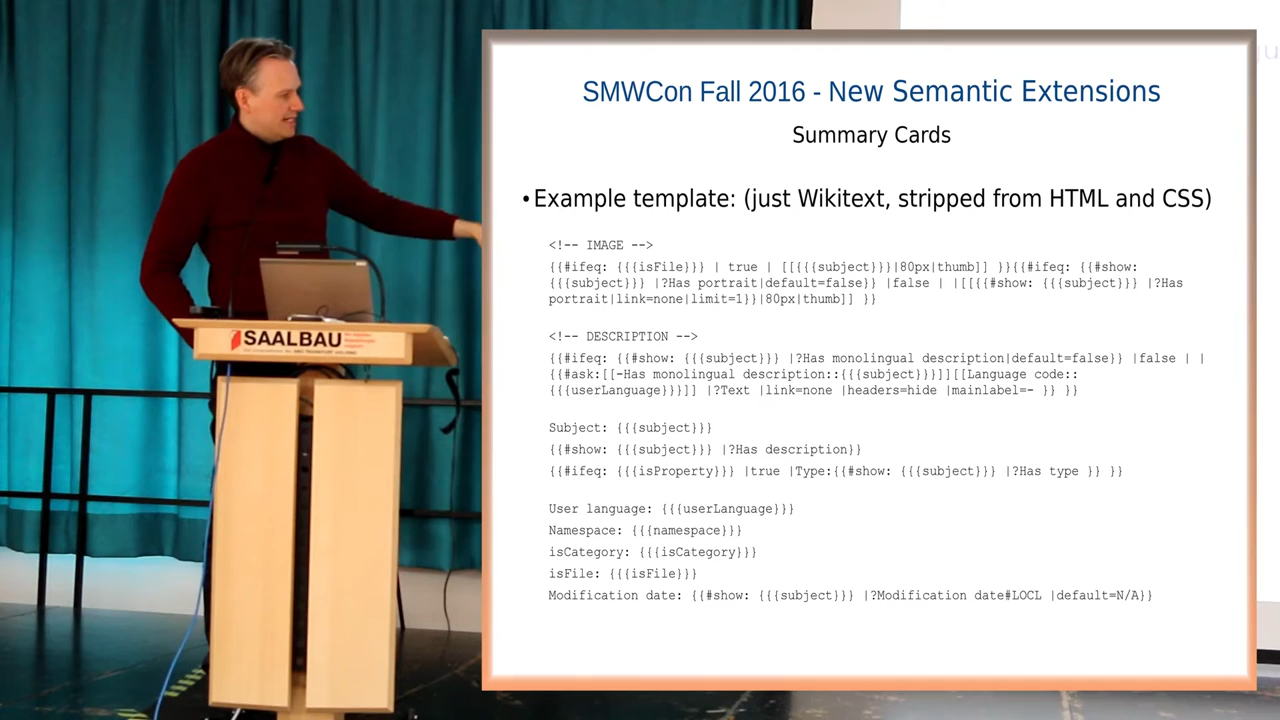 SMWCon Fall 2016 - New Semantic Extensions
Summary Cards
• Example template: (just Wikitext, stripped from HTML and CSS)
<!-- IMAGE -->
{{#ifeq: {{{isFile}}} | true | [[{{{subject}}}|80px|thumb]] }}{{#ifeq: {{#show:
{{{subject}}} |?Has portrait|default=false}} |false | |[[{{#show: {{{subject}}} |?Has
portrait|link=none|limit=1}}|80px|thumb]] }}
<!-- DESCRIPTION -->
{{#ifeq: {{#show: {{{subject}}} |?Has monolingual description|default=false}} |false | |
{{#ask:[[-Has monolingual description::{{{subject}}}]][[Language code::
{{{userLanguage}}}]] |?Text |link=none |headers=hide |mainlabel=- }} }}
Subject: {{{subject}}}
{{#show: {{{subject}}} |?Has description}}
{{#ifeq: {{{isProperty}}} |true |Type:{{#show: {{{subject}}} |?Has type }} }}
User language: {{{userLanguage}}}
Namespace: {{{namespace}}}
isCategory: {{{isCategory}}}
isFile: {{{isFile}}}
Modification date: {{#show: {{{subject}}} |?Modification date#LOCL |default=N/A}}
SAALBAU